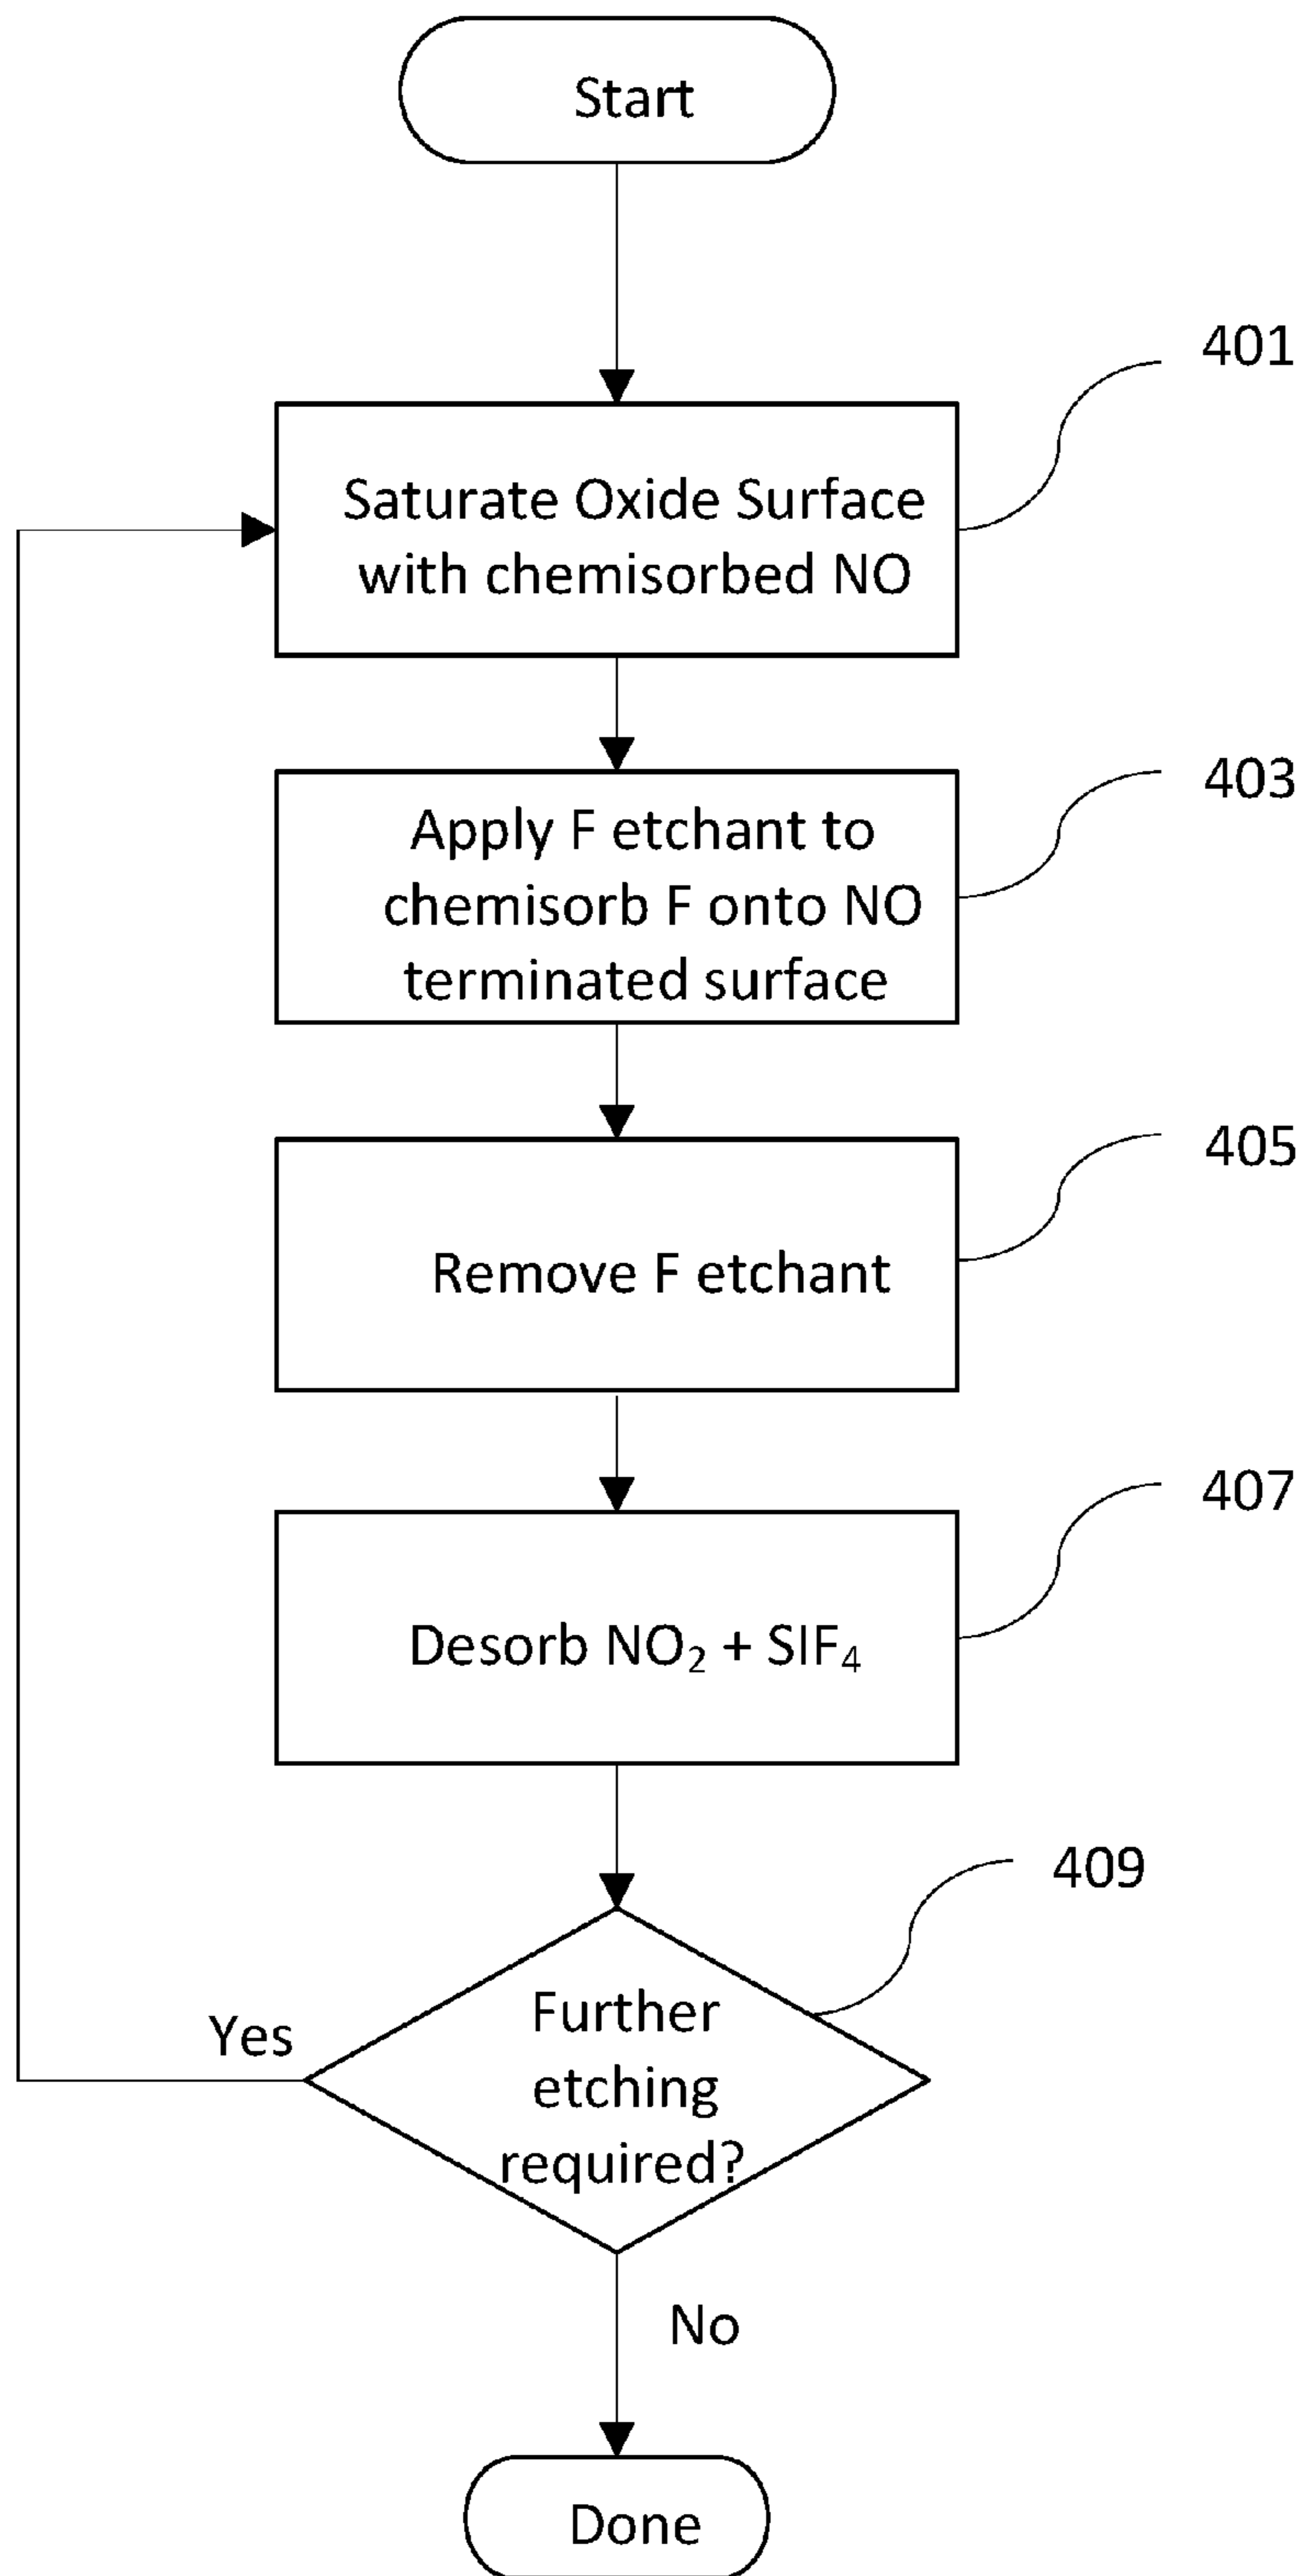 Start
401
Saturate Oxide Surface
with chemisorbed NO
403
Apply F etchant to
chemisorb F onto NO
terminated surface
405
Remove F etchant
407
Desorb NO₂ + SIF₄
409
Further
etching
required?
Yes
No
Done